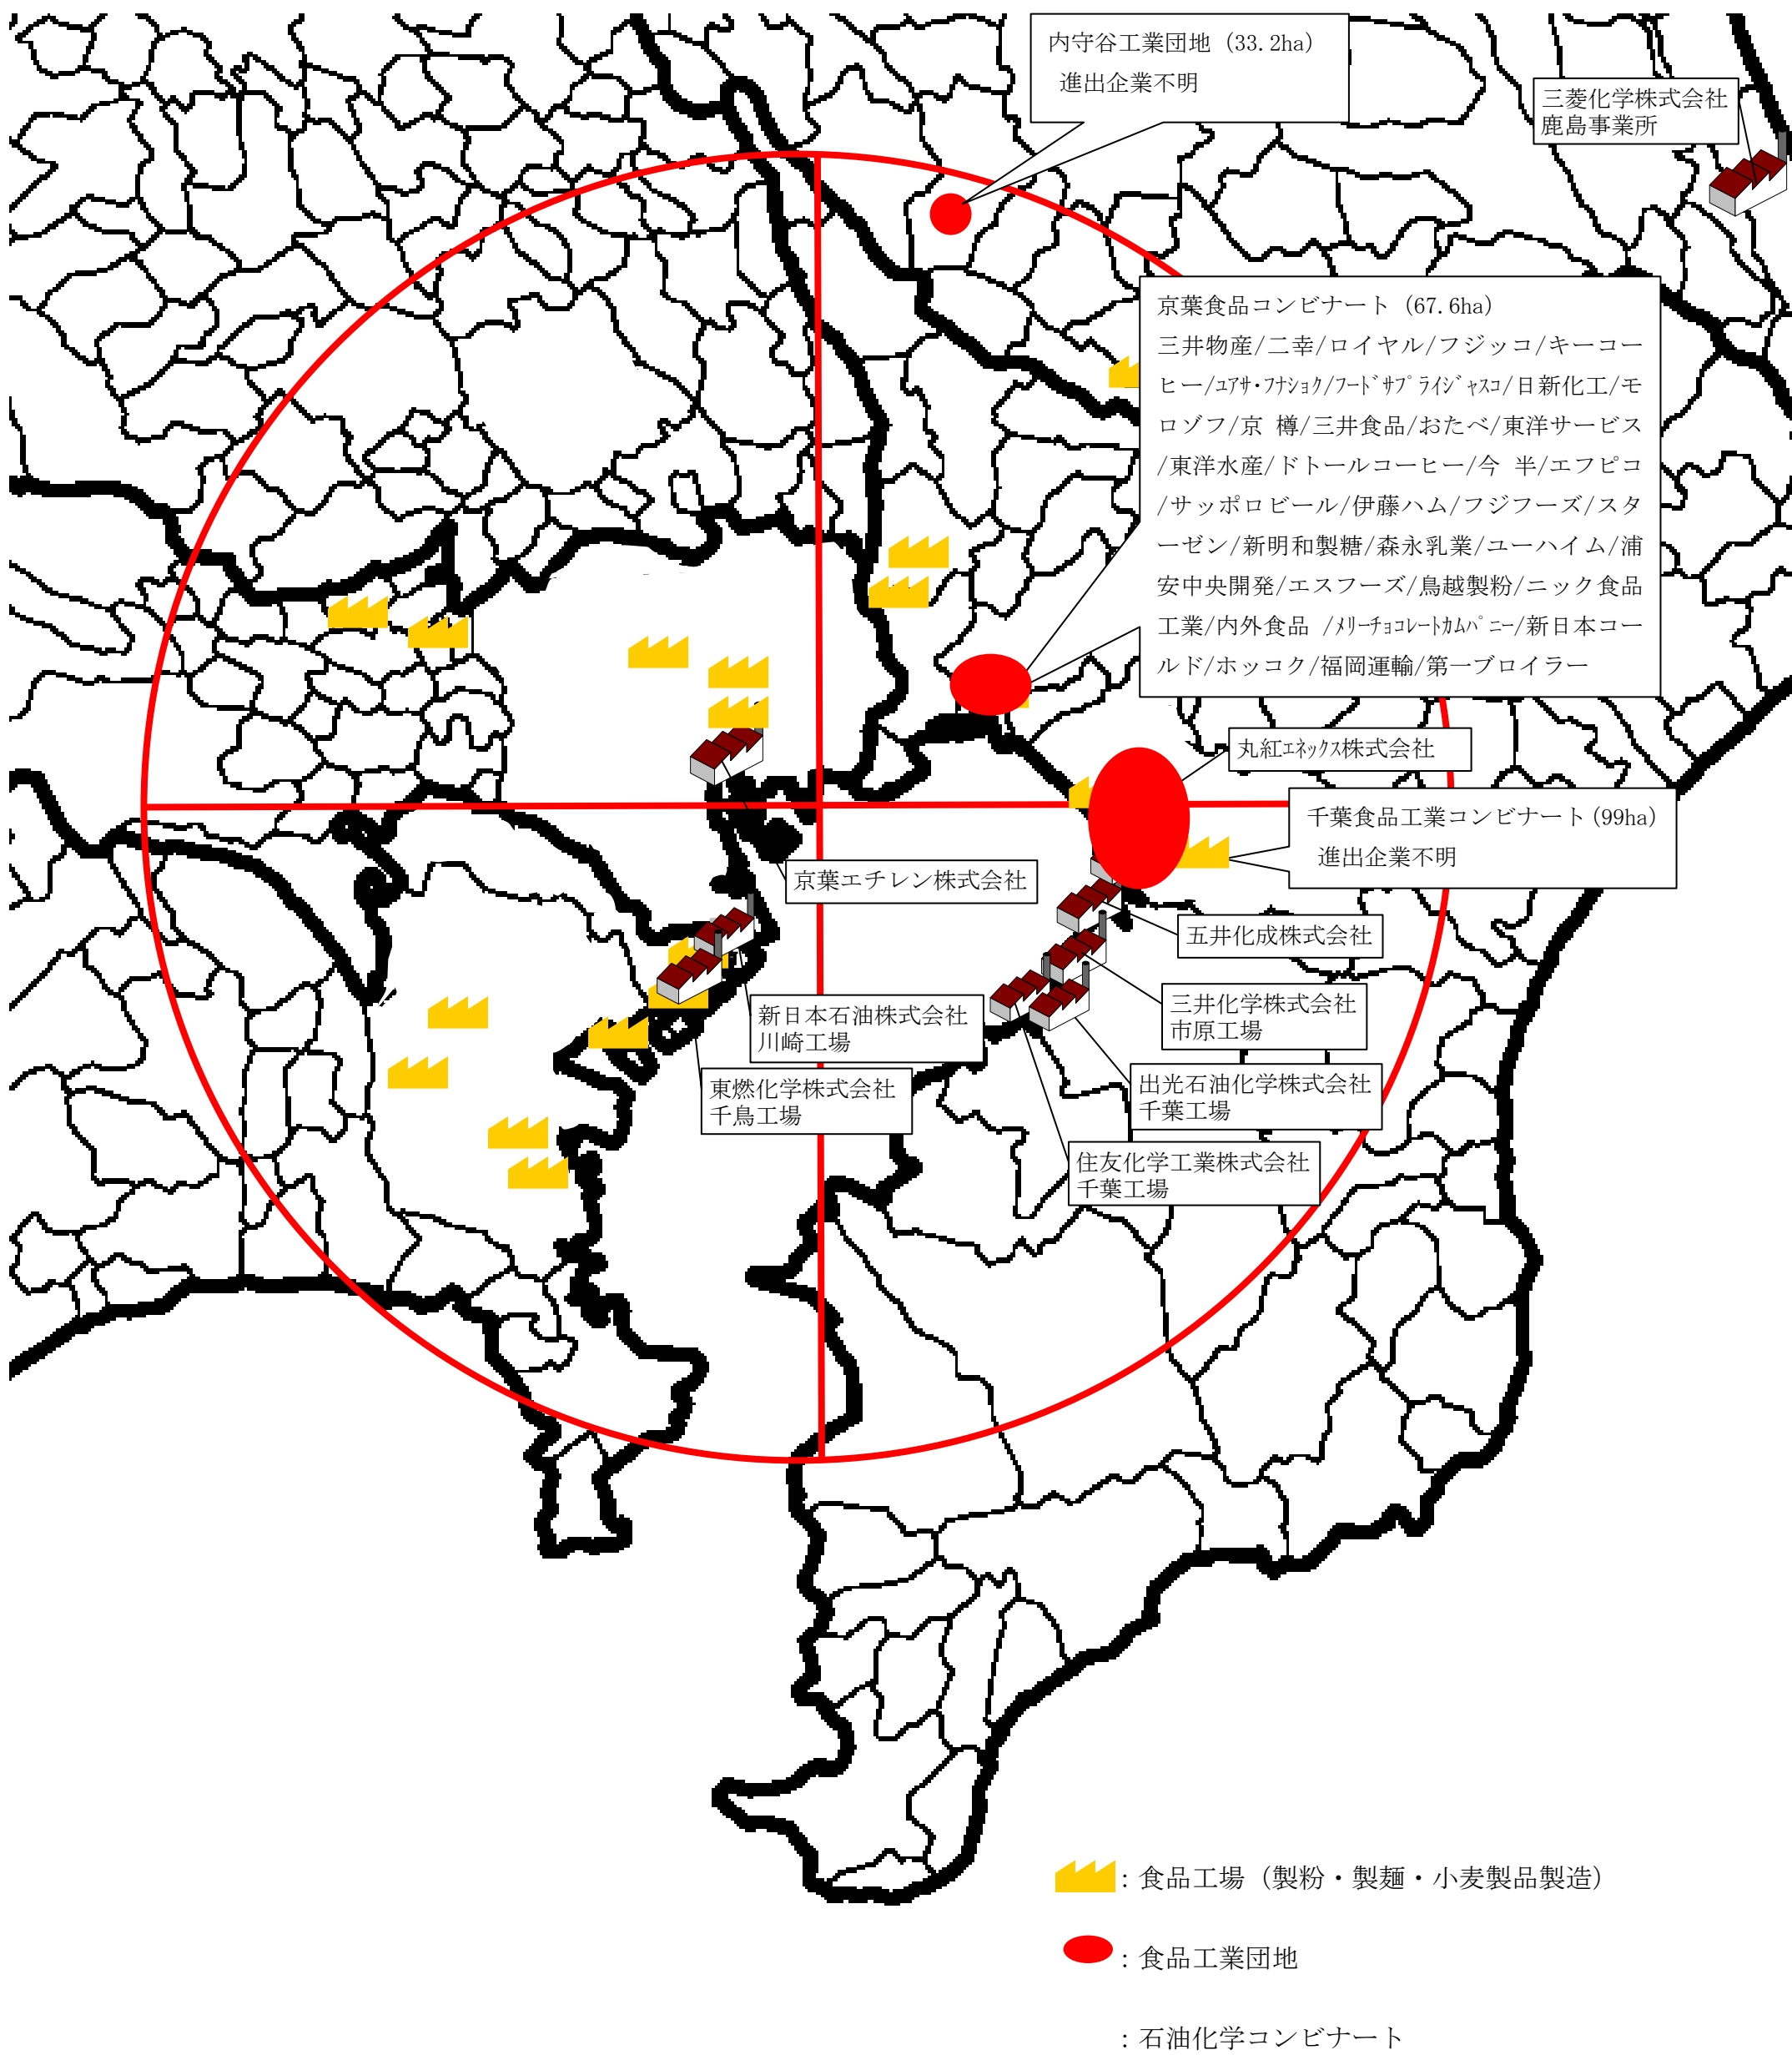 内守谷工業団地（33.2ha）
進出企業不明
三菱化学株式会社
鹿島事業所
京葉食品コンビナート（67.6ha）
三井物産/二幸/ロイヤル/フジッコ/キーコー
ヒー/ﾕｱｻ・ﾌﾅｼｮｸ/ﾌｰﾄﾞｻﾌﾟﾗｲｼﾞｬｽｺ/日新化工/モ
ロゾフ/京 樽/三井食品/おたべ/東洋サービス
/東洋水産/ドトールコーヒー/今 半/エフピコ
/サッポロビール/伊藤ハム/フジフーズ/スタ
ーゼン/新明和製糖/森永乳業/ユーハイム/浦
安中央開発/エスフーズ/鳥越製粉/ニック食品
工業/内外食品 /ﾒﾘｰチョコレートｶﾑﾊﾟﾆｰ/新日本コー
ルド/ホッコク/福岡運輸/第一ブロイラー
丸紅ｴﾈｯｸｽ株式会社
千葉食品工業コンビナート(99ha)
進出企業不明
京葉エチレン株式会社
五井化成株式会社
三井化学株式会社
市原工場
新日本石油株式会社
川崎工場
東燃化学株式会社
千鳥工場
出光石油化学株式会社
千葉工場
住友化学工業株式会社
千葉工場
：食品工場（製粉・製麺・小麦製品製造）
：食品工業団地
：石油化学コンビナート